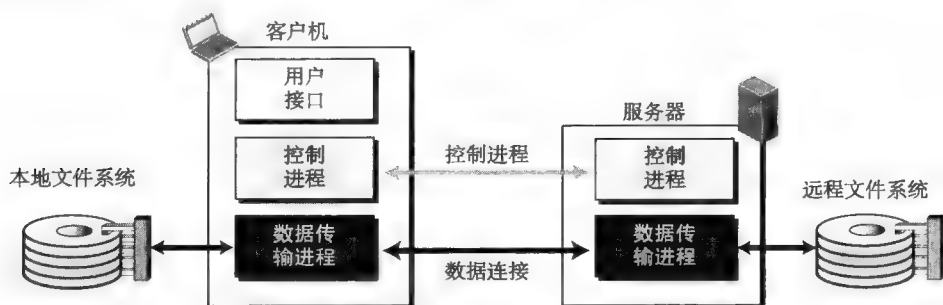 客户机
用户
接口
服务器
控制
进程
控制进程
控制
进程
本地文件系统
远程文件系统
数据传
输进程
数据连接
数据传
输进程